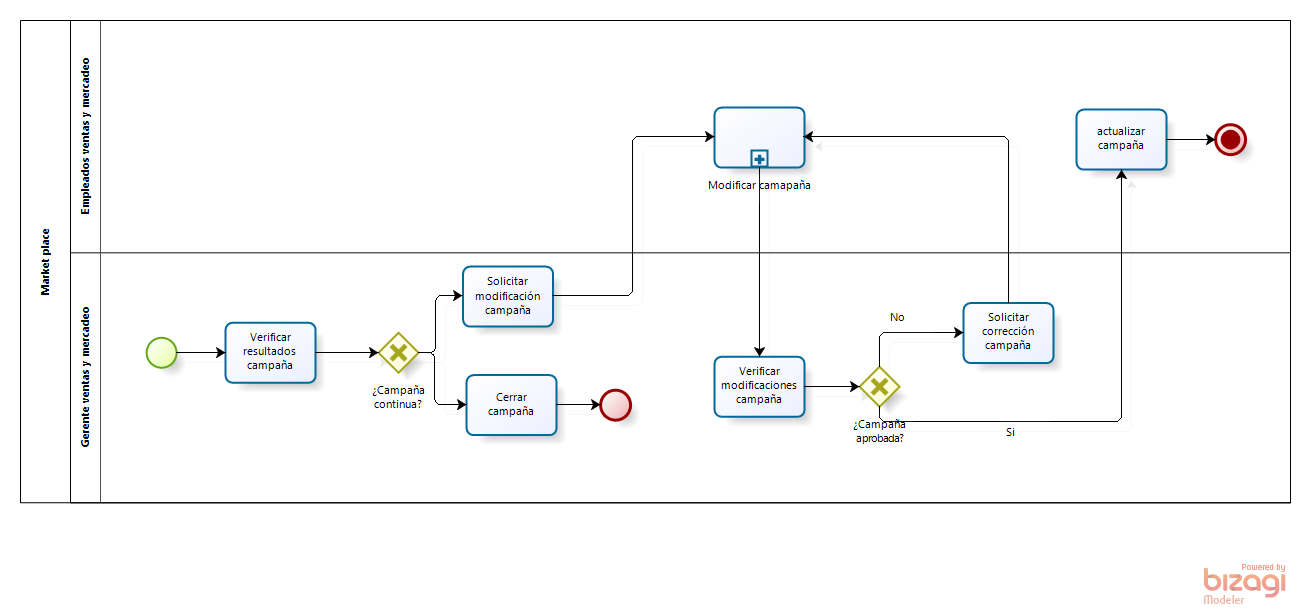 Market place
Empleados ventas y mercadeo
Gerente ventas y mercadeo
actualizar
campaña
Modificar camapaña
Solicitar
modificación
campaña
Verificar
resultados
campaña
¿Campaña
continua?
Cerrar
campaña
Verificar
modificaciones
campaña
¿Campaña
aprobada?
No
Solicitar
corrección
campaña
Si
Powered by
bizagi
Modeler